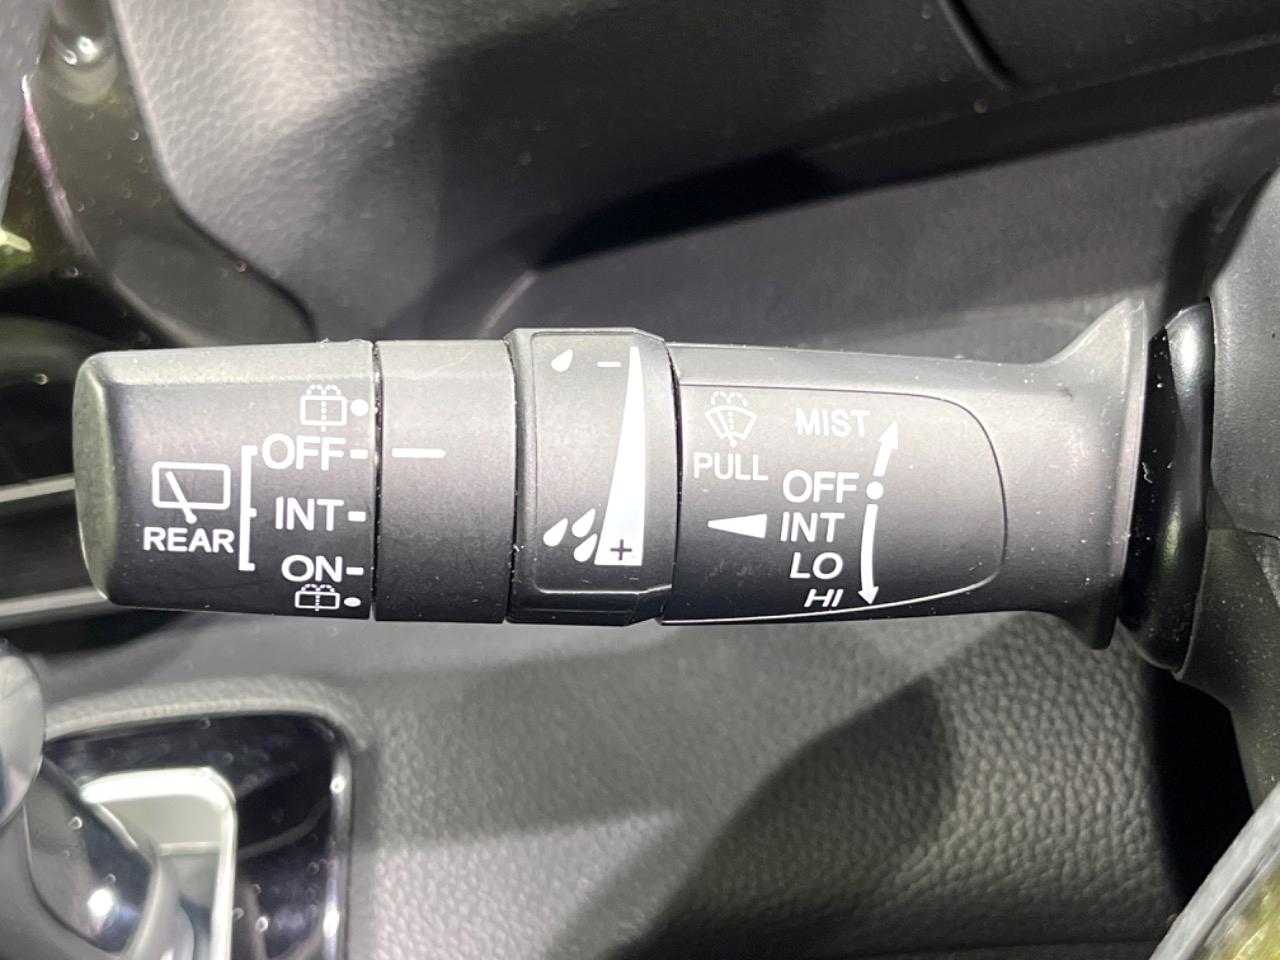 OFF
INT
ON
REAR
-
+
PULL
MIST
OFF
INT
LO
HI